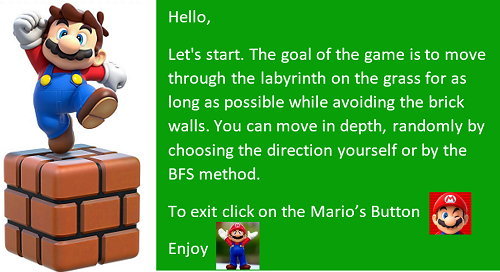 Hello,
Let's start. The goal of the game is to move
through the labyrinth on the grass for as
long as possible while avoiding the brick
walls. You can move in depth, randomly by
choosing the direction yourself or by the
BFS method.
To exit click on the Mario’s Button
Enjoy